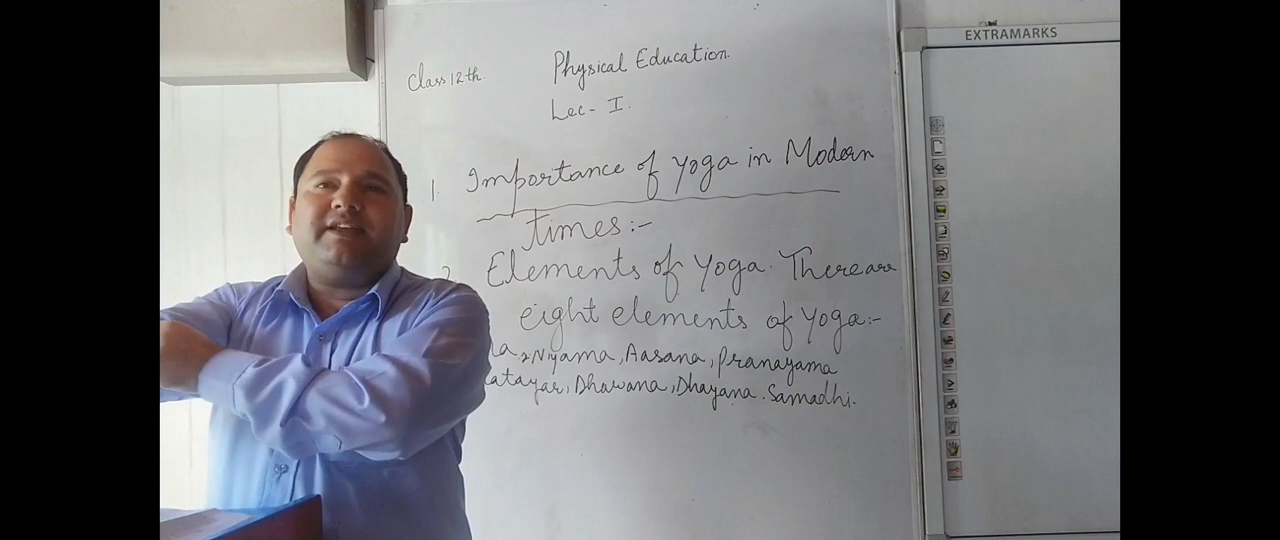 EXTRAMARKS
Class 12th.
Physical Education.
Lec - I.
1. Importance of yoga in Modern
times:-
2. Elements of yoga. There are
eight elements of yoga:-
Niyama, Aasana, Pranayama
Dhawana, Dhayana. Samadhi.